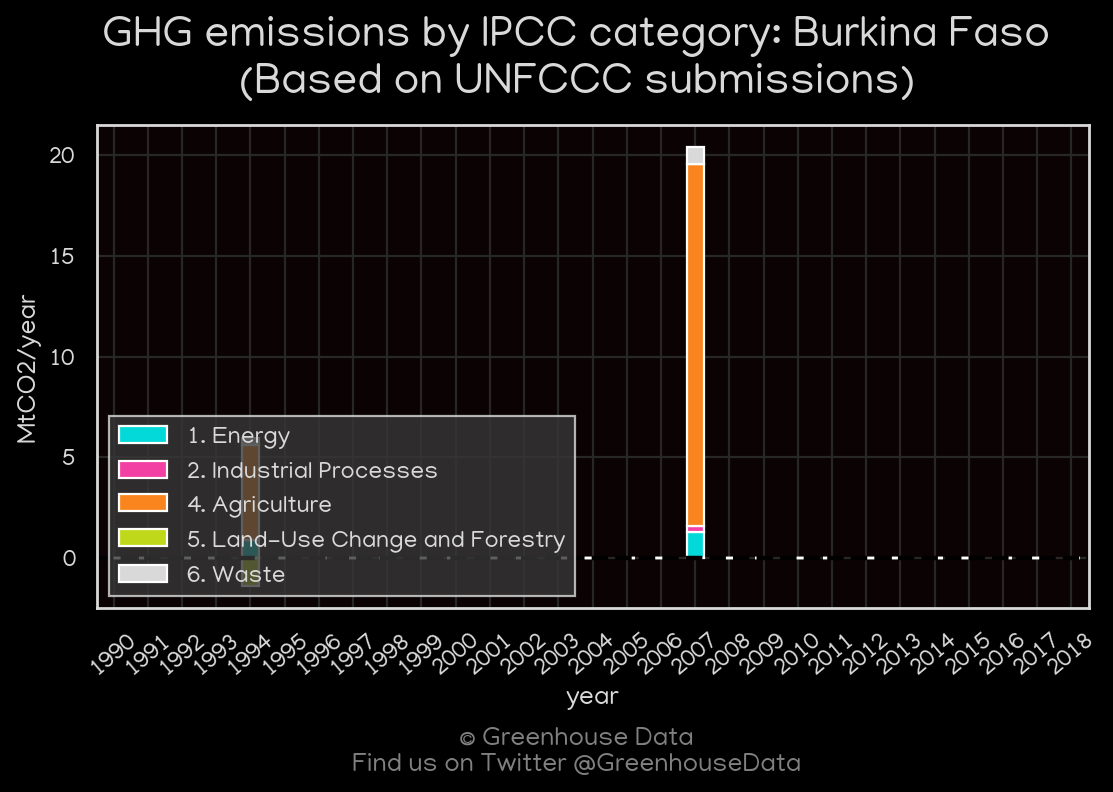 GHG emissions by IPCC category: Burkina Faso
(Based on UNFCCC submissions)
20
15
10
5
0
MtCO2/year
1. Energy
2. Industrial Processes
4. Agriculture
5. Land-Use Change and Forestry
6. Waste
1990 1991 1992 1993 1994 1995 1996 1997 1998 1999 2000 2001 2002 2003 2004 2005 2006 2007 2008 2009 2010 2011 2012 2013 2014 2015 2016 2017 2018
year
© Greenhouse Data
Find us on Twitter @GreenhouseData